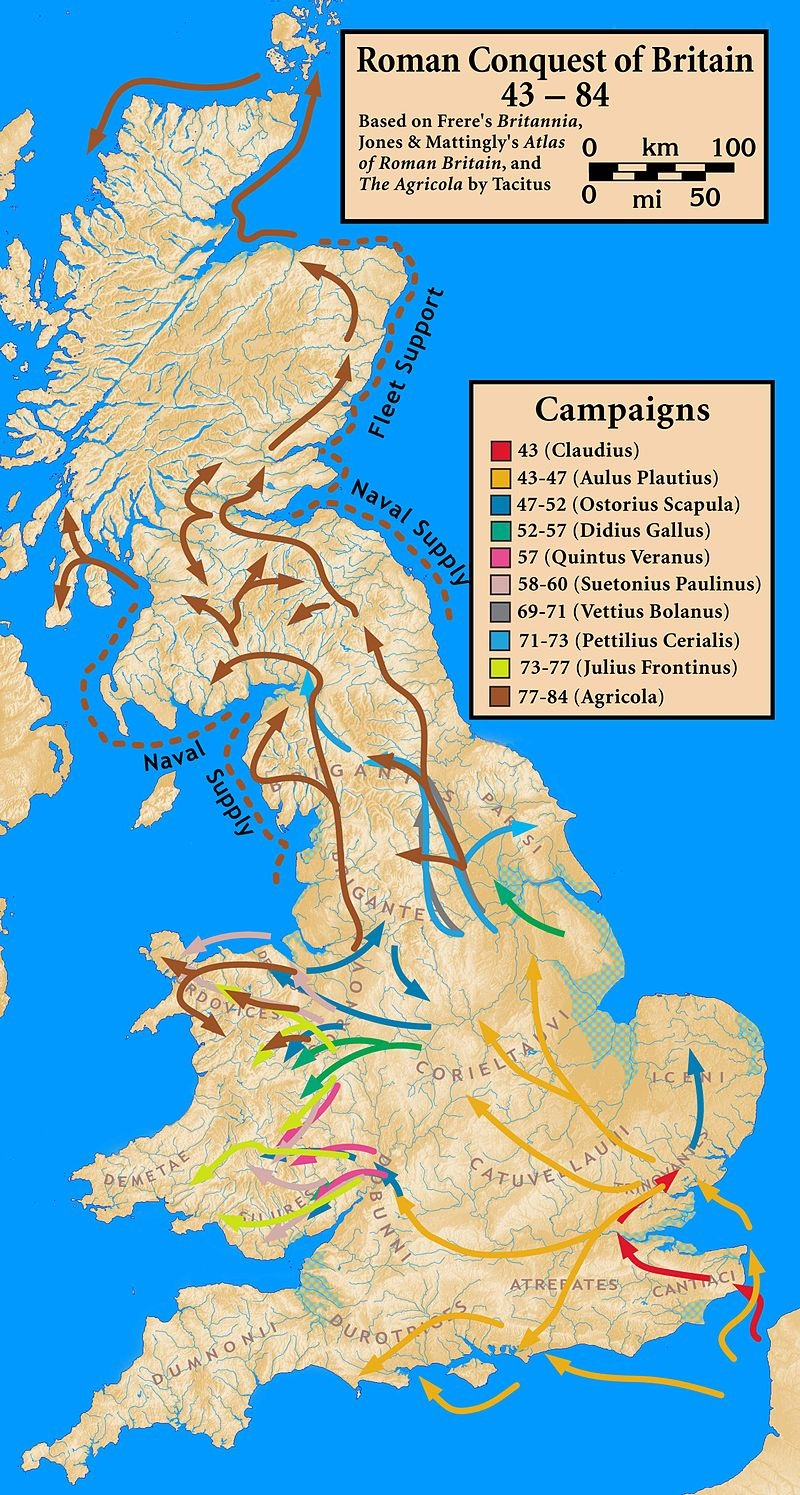 Roman Conquest of Britain
43 – 84
Based on Frere's Britannia,
Jones & Mattingly's Atlas
of Roman Britain, and
The Agricola by Tacitus
0 km 100
0 mi 50
Fleet Support
Campaigns
43 (Claudius)
43-47 (Aulus Plautius)
47-52 (Ostorius Scapula)
52-57 (Didius Gallus)
57 (Quintus Veranus)
58-60 (Suetonius Paulinus)
69-71 (Vettius Bolanus)
71-73 (Pettilius Cerialis)
73-77 (Julius Frontinus)
77-84 (Agricola)
Naval Supply
Naval
Supply
PARISI
CORIELTAUVI
ICENI
CATUVELLAUNI
TRINOVANTES
DEMETAE
SILURES
DOBUNNI
ATREBATES
CANTIACI
DUROTRIGES
DUMNONII